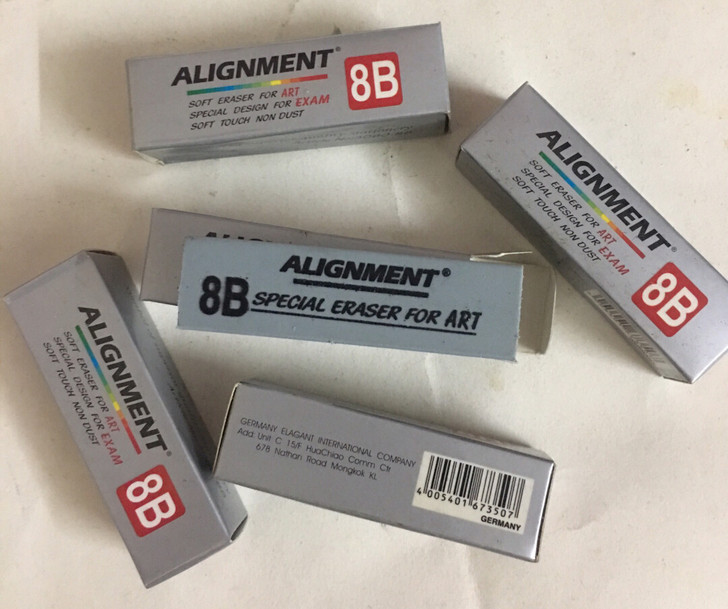 ALIGNMENT®
SOFT ERASER FOR ART
SPECIAL DESIGN FOR EXAM
SOFT TOUCH NON DUST
8B
ALIGNMENT®
SOFT ERASER FOR ART
SPECIAL DESIGN FOR EXAM
SOFT TOUCH NON DUST
8B
ALIGNMENT®
8B SPECIAL ERASER FOR ART
ALIGNMENT®
SOFT ERASER FOR ART
SPECIAL DESIGN FOR EXAM
SOFT TOUCH NON DUST
8B
GERMANY ELAGANT INTERNATIONAL COMPANY
Add: Unit C 15/F HuaChiao Comm Ctr
678 Nathan Road Mongkok KL
4 005401 673507
GERMANY